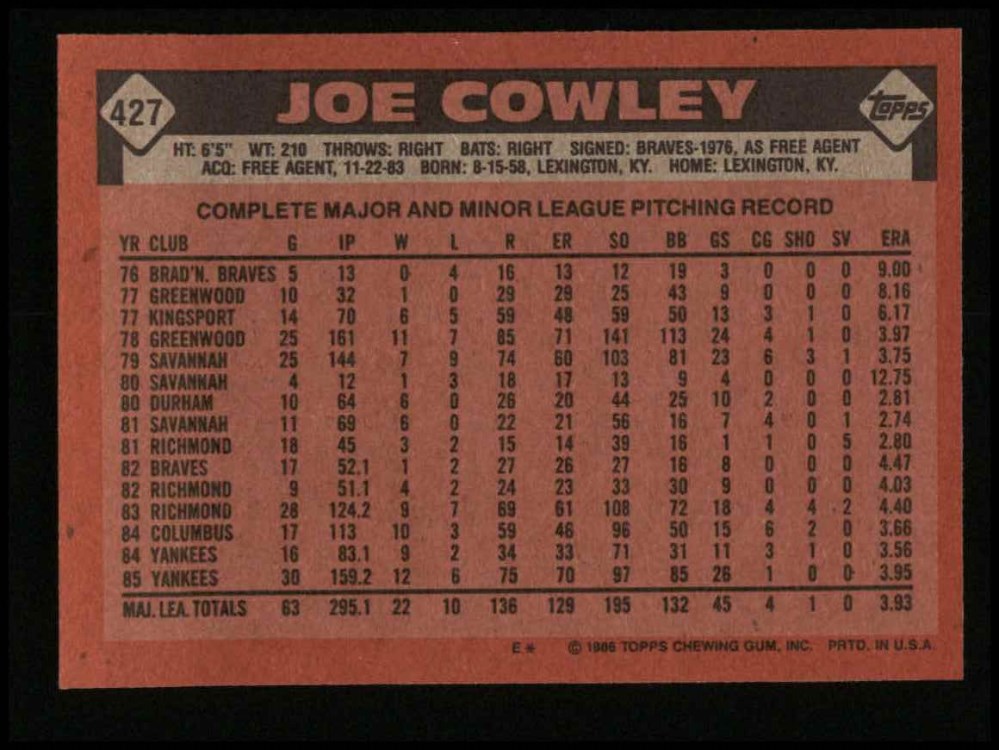 427 JOE COWLEY Topps
HT: 6'5" WT: 210 THROWS: RIGHT BATS: RIGHT SIGNED: BRAVES-1976, AS FREE AGENT
ACQ: FREE AGENT, 11-22-83 BORN: 8-15-58, LEXINGTON, KY. HOME: LEXINGTON, KY.
COMPLETE MAJOR AND MINOR LEAGUE PITCHING RECORD
YR CLUB G IP W L R ER SO BB GS CG SHO SV ERA
76 BRAD'N. BRAVES 5 13 0 4 16 13 12 19 3 0 0 0 9.00
77 GREENWOOD 10 32 1 0 29 29 25 43 9 0 0 0 8.16
77 KINGSPORT 14 70 6 5 59 48 59 50 13 3 1 0 6.17
78 GREENWOOD 25 161 11 7 85 71 141 113 24 4 1 0 3.97
79 SAVANNAH 25 144 7 9 74 60 103 81 23 6 3 1 3.75
80 SAVANNAH 4 12 1 3 18 17 13 9 4 0 0 0 12.75
80 DURHAM 10 64 6 0 26 20 44 25 10 2 0 0 2.81
81 SAVANNAH 11 69 6 0 22 21 56 16 7 4 0 1 2.74
81 RICHMOND 18 45 3 2 15 14 39 16 1 1 0 5 2.80
82 BRAVES 17 52.1 1 2 27 26 27 16 8 0 0 0 4.47
82 RICHMOND 9 51.1 4 2 24 23 33 30 9 0 0 0 4.03
83 RICHMOND 28 124.2 9 7 69 61 108 72 18 4 4 2 4.40
84 COLUMBUS 17 113 10 3 59 46 96 50 15 6 2 0 3.66
84 YANKEES 16 83.1 9 2 34 33 71 31 11 3 1 0 3.56
85 YANKEES 30 159.2 12 6 75 70 97 85 26 1 0 0 3.95
MAJ. LEA. TOTALS 63 295.1 22 10 136 129 195 132 45 4 1 0 3.93
E* © 1986 TOPPS CHEWING GUM, INC. PRTD. IN U.S.A.